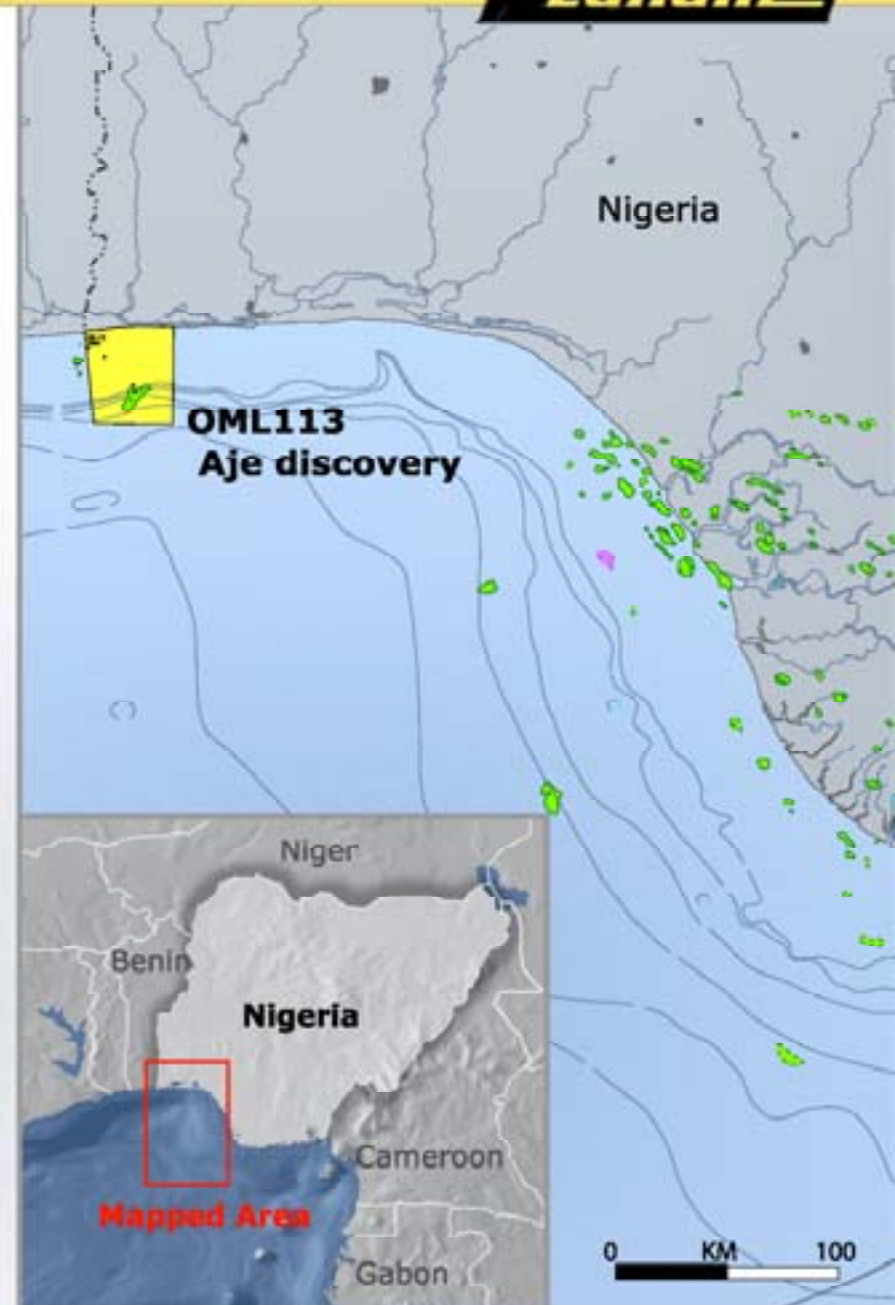 Nigeria
OML113
Aje discovery
Niger
Benin
Nigeria
Cameroon
Mapped Area
Gabon
0 KM 100